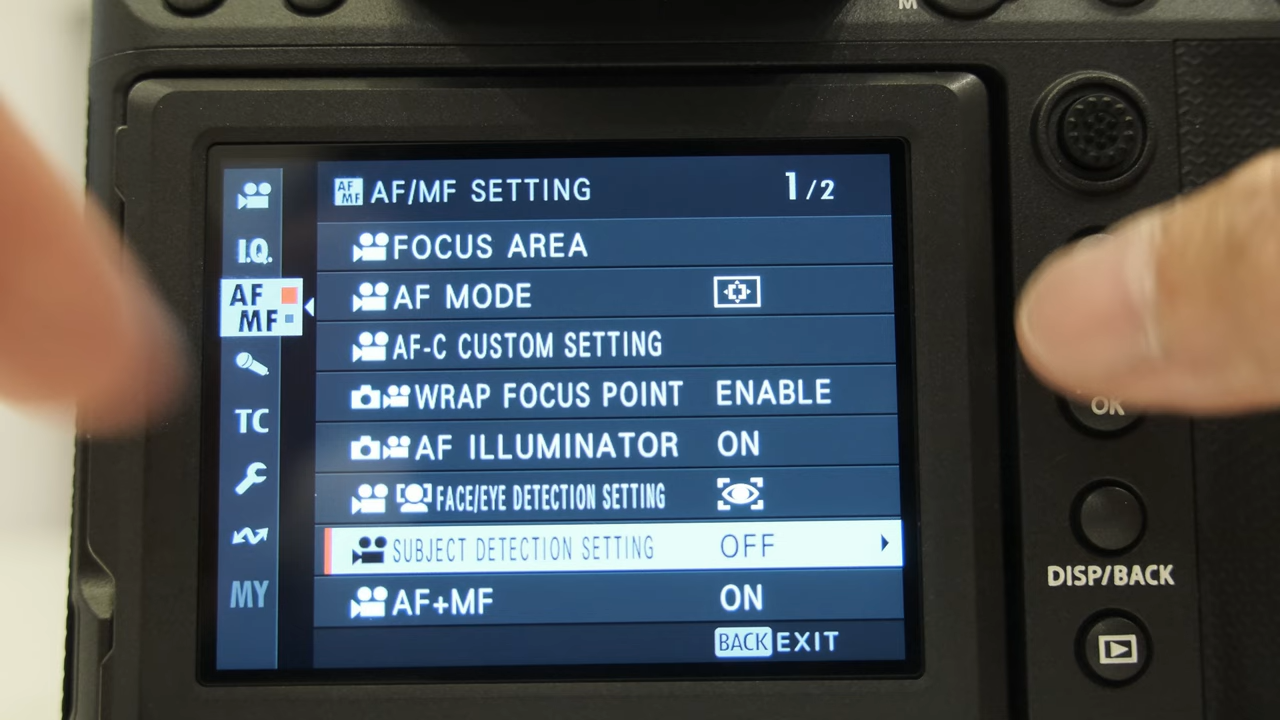 M
AF MF AF/MF SETTING 1/2
I.Q.
FOCUS AREA
AF MF
AF MODE
AF-C CUSTOM SETTING
WRAP FOCUS POINT ENABLE
TC
AF ILLUMINATOR ON
FACE/EYE DETECTION SETTING
SUBJECT DETECTION SETTING OFF
MY
AF+MF ON
BACK EXIT
OK
DISP/BACK